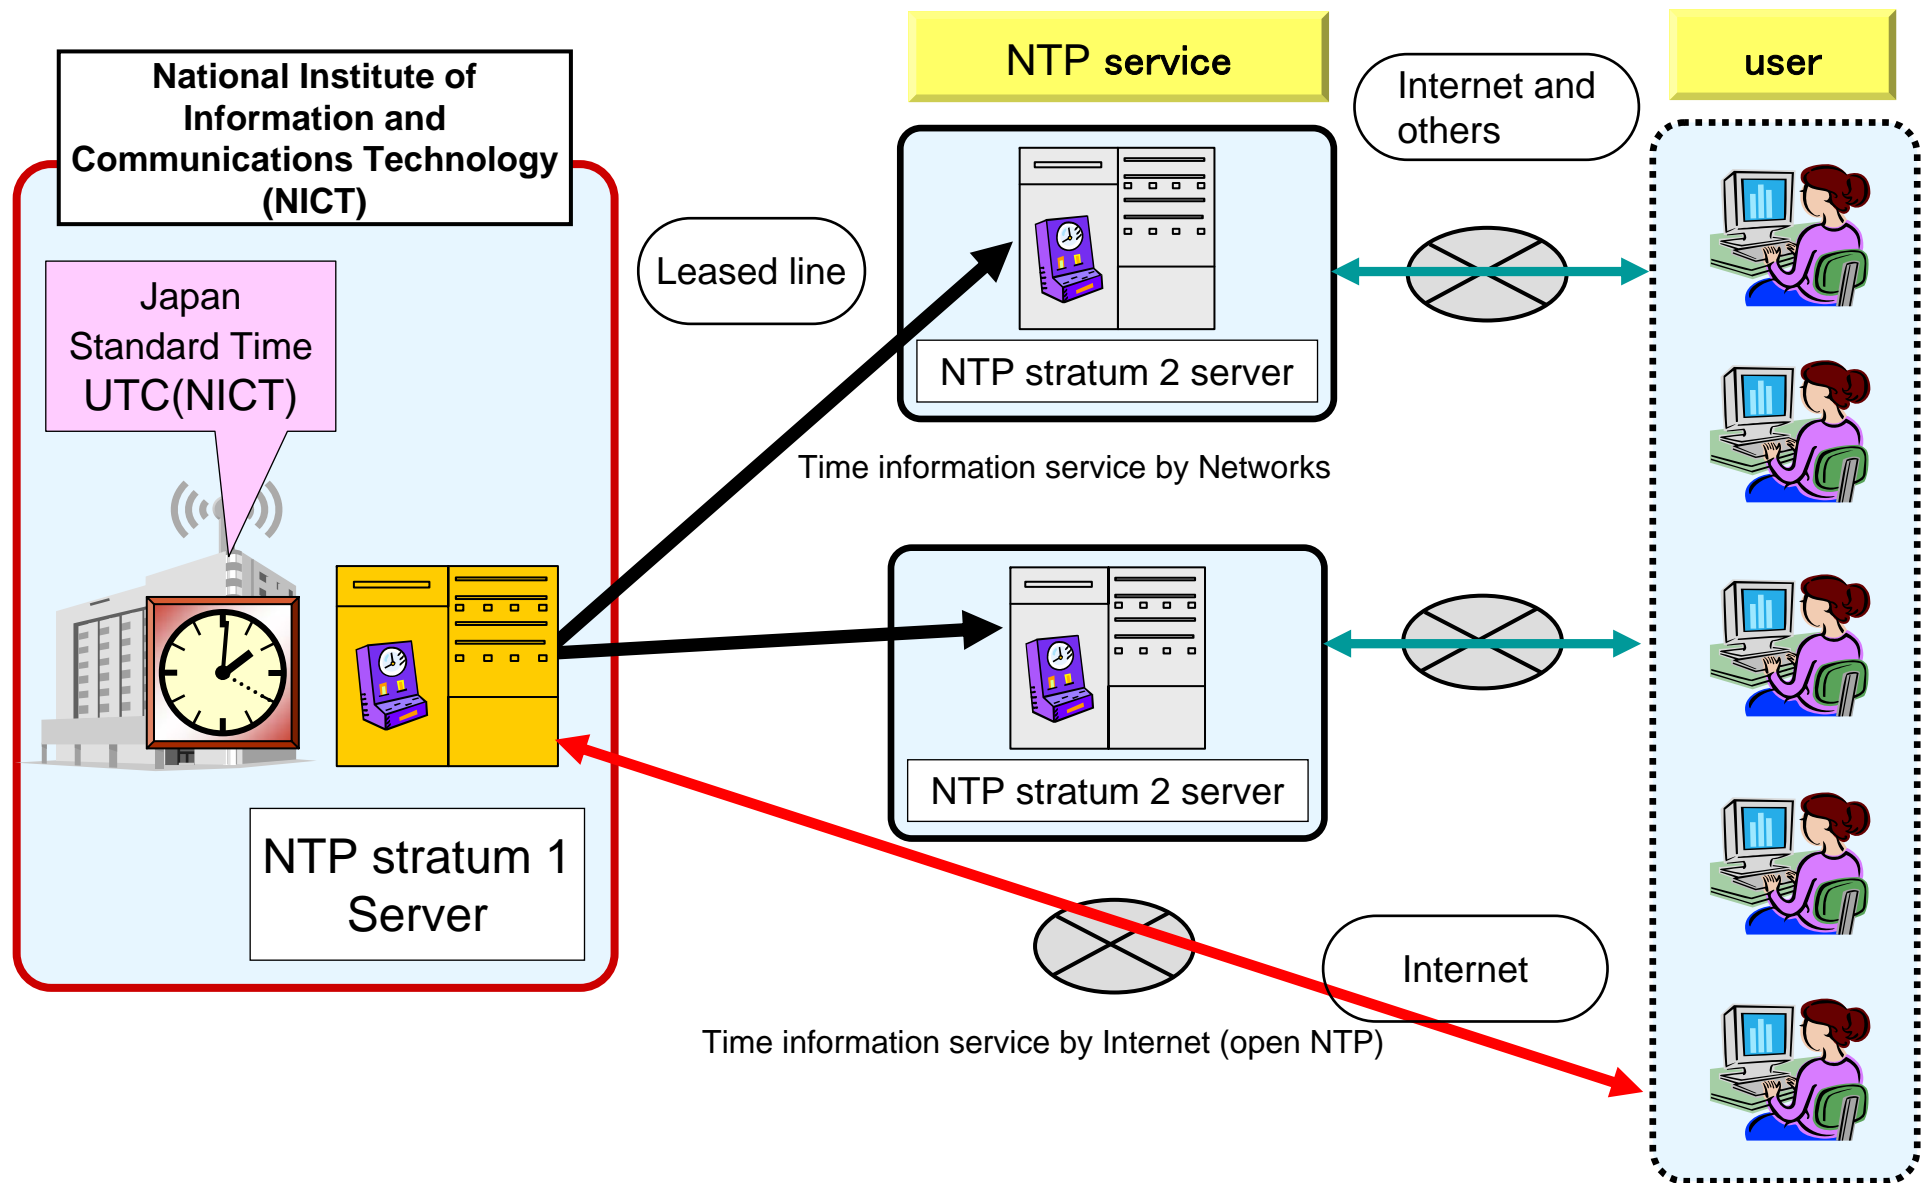 National Institute of
Information and
Communications Technology
(NICT)
Japan
Standard Time
UTC(NICT)
NTP stratum 1
Server
Leased line
NTP service
NTP stratum 2 server
Time information service by Networks
NTP stratum 2 server
Time information service by Internet (open NTP)
Internet and
others
Internet
user